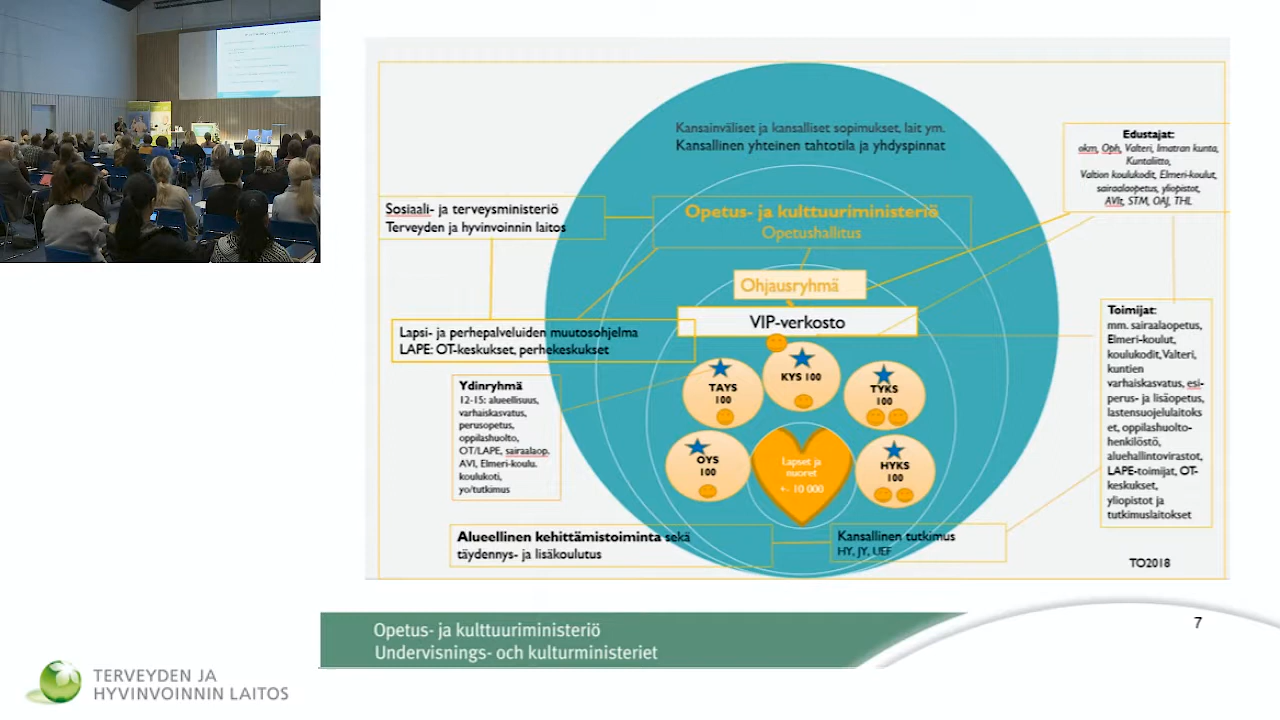 Kansainväliset ja kansalliset sopimukset, lait ym.
Kansallinen yhteinen tahtotila ja yhdyspinnat
Edustajat:
okm, Oph, Valteri, Imatran kunta,
Kuntaliitto,
Valtion koulukodit, Elmeri-koulut,
sairaalaopetus, yliopistot,
AVIt, STM, OAJ, THL
Sosiaali- ja terveysministeriö
Terveyden ja hyvinvoinnin laitos
Opetus- ja kulttuuriministeriö
Opetushallitus
Ohjausryhmä
VIP-verkosto
Lapsi- ja perhepalveluiden muutosohjelma
LAPE: OT-keskukset, perhekeskukset
Toimijat:
mm. sairaalaopetus,
Elmeri-koulut,
koulukodit, Valteri,
kuntien
varhaiskasvatus, esi-
perus- ja lisäopetus,
lastensuojelulaitoks
et, oppilashuolto-
henkilöstö,
aluehallintovirastot,
LAPE-toimijat, OT-
keskukset,
yliopistot ja
tutkimuslaitokset
Ydinryhmä
12-15: alueellisuus,
varhaiskasvatus,
perusopetus,
oppilashuolto,
OT/LAPE, sairaalaop.
AVI, Elmeri-koulu.
koulukoti,
yo/tutkimus
TAYS
100
KYS 100
TYKS
100
OYS
100
Lapset ja
nuoret
+- 10 000
HYKS
100
Alueellinen kehittämistoiminta sekä
täydennys- ja lisäkoulutus
Kansallinen tutkimus
HY, JY, UEF
TO2018
7
Opetus- ja kulttuuriministeriö
Undervisnings- och kulturministeriet
TERVEYDEN JA
HYVINVOINNIN LAITOS